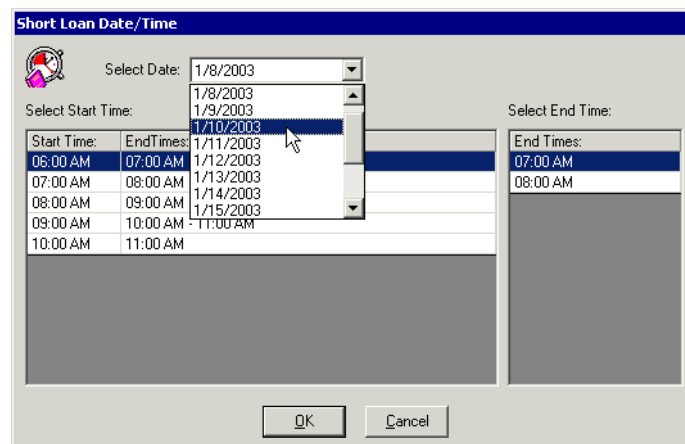 Short Loan Date/Time
Select Date: 1/8/2003
1/8/2003
1/9/2003
1/10/2003
1/11/2003
1/12/2003
1/13/2003
1/14/2003
1/15/2003
Select Start Time:
Start Time: EndTimes:
06:00 AM 07:00 AM
07:00 AM 08:00 AM
08:00 AM 09:00 AM
09:00 AM 10:00 AM - 11:00 AM
10:00 AM 11:00 AM
Select End Time:
End Times:
07:00 AM
08:00 AM
OK Cancel